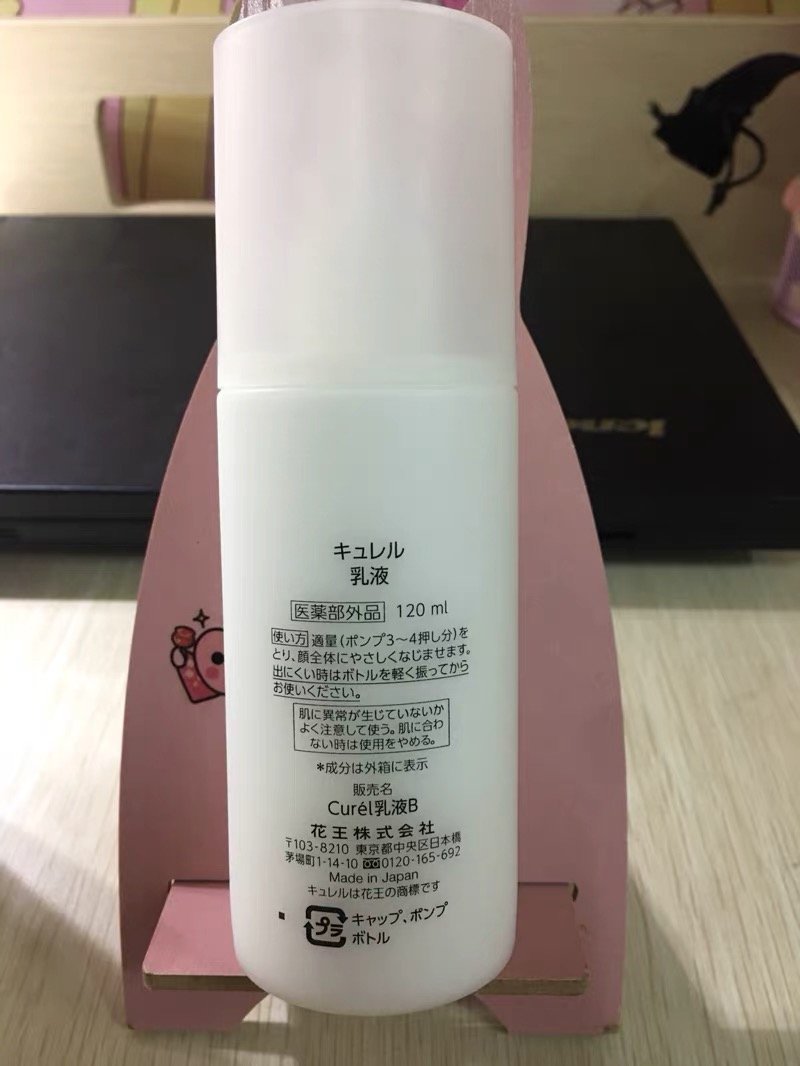 キュレル
乳液
医薬部外品 120 ml
使い方 適量(ポンプ3〜4押し分)を
とり、顔全体にやさしくなじませます。
出にくい時はボトルを軽く振ってから
お使いください。
肌に異常が生じていないか
よく注意して使う。肌に合わ
ない時は使用をやめる。
*成分は外箱に表示
販売名
Curél乳液B
花王株式会社
〒103-8210 東京都中央区日本橋
茅場町1-14-10 0120-165-692
Made in Japan
キュレルは花王の商標です
プラ キャップ、ポンプ
ボトル